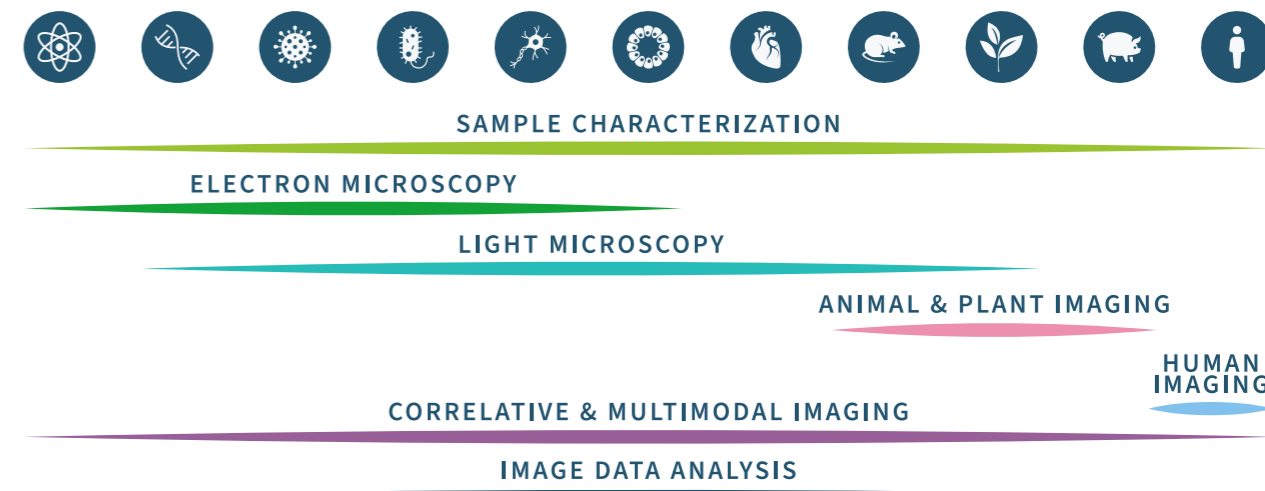 SAMPLE CHARACTERIZATION
ELECTRON MICROSCOPY
LIGHT MICROSCOPY
ANIMAL & PLANT IMAGING
HUMAN
IMAGING
CORRELATIVE & MULTIMODAL IMAGING
IMAGE DATA ANALYSIS